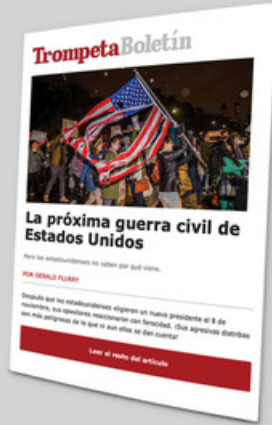 Trompeta Boletín
La próxima guerra civil de
Estados Unidos
Pero los estadounidenses no saben por qué viene.
POR GERALD FLURRY
Después que los estadounidenses eligieron un nuevo presidente el 8 de
noviembre, sus opositores reaccionaron con ferocidad. ¡Sus agresivas diatribas
son más peligrosas de lo que ni aun ellos se dan cuenta!
Leer el resto del artículo